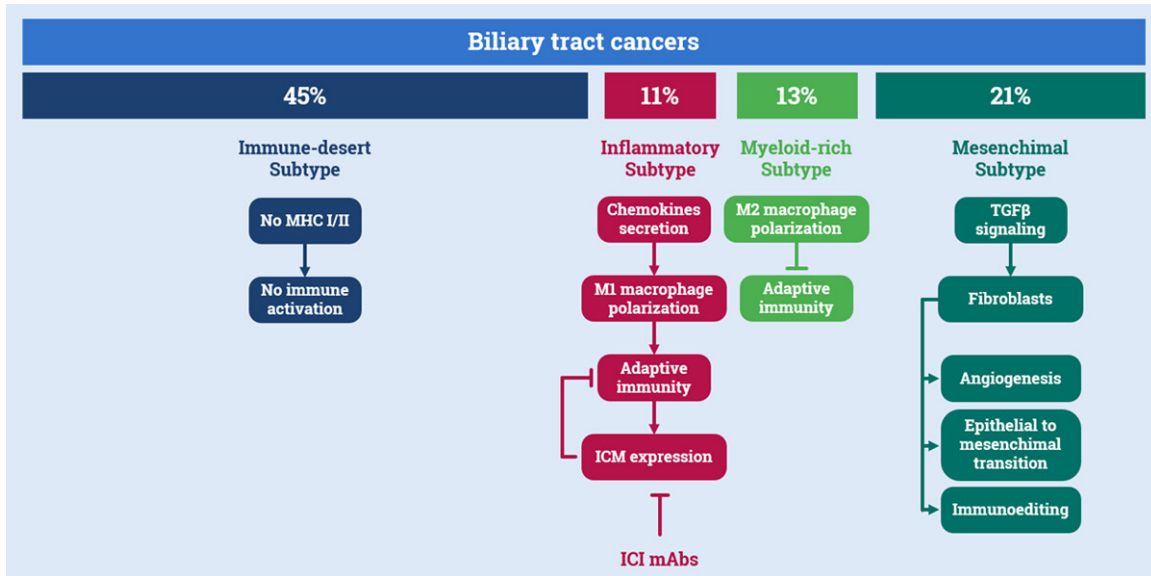 Biliary tract cancers
45%
11%
13%
21%
Immune-desert
Subtype
Inflammatory
Subtype
Myeloid-rich
Subtype
Mesenchimal
Subtype
No MHC I/II
No immune
activation
Chemokines
secretion
M1 macrophage
polarization
Adaptive
immunity
ICM expression
ICI mAbs
M2 macrophage
polarization
Adaptive
immunity
TGFβ
signaling
Fibroblasts
Angiogenesis
Epithelial to
mesenchimal
transition
Immunoediting